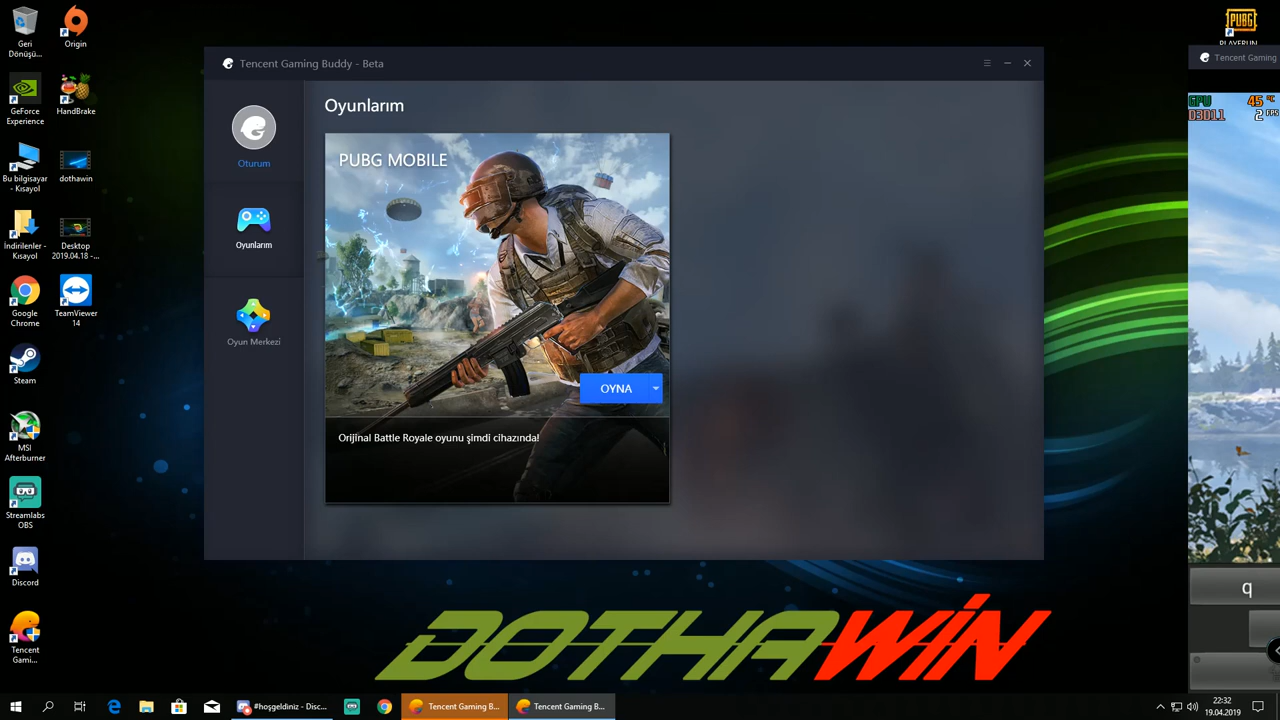 Geri
Dönüşü...
Origin
GeForce
Experience
HandBrake
Bu bilgisayar
- Kısayol
dothawin
İndirilenler -
Kısayol
Desktop
2019.04.18 -...
Google
Chrome
TeamViewer
14
Steam
MSI
Afterburner
Streamlabs
OBS
Discord
Tencent
Gami...
Tencent Gaming Buddy - Beta
Oturum
Oyunlarım
Oyun Merkezi
Oyunlarım
PUBG MOBILE
OYNA
Orijinal Battle Royale oyunu şimdi cihazında!
PUBG
Tencent Gaming
GPU 45 °C
D3D11 2 FPS
q
DOTHAWIN
#hoşgeldiniz - Disc...
Tencent Gaming B...
Tencent Gaming B...
22:32
19.04.2019